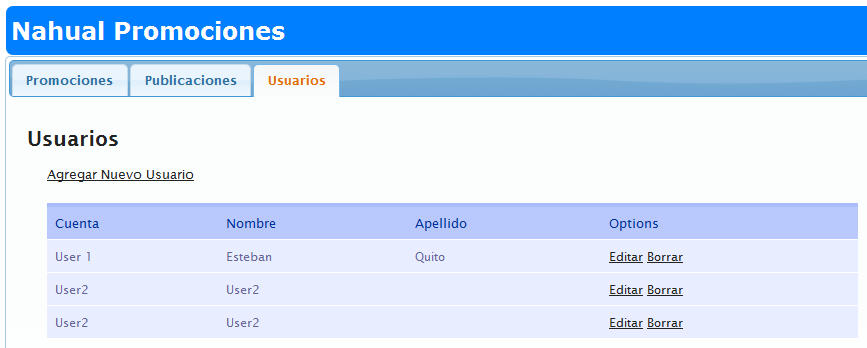 Nahual Promociones
Promociones Publicaciones Usuarios
Usuarios
Agregar Nuevo Usuario
Cuenta Nombre Apellido Options
User 1 Esteban Quito Editar Borrar
User2 User2 Editar Borrar
User2 User2 Editar Borrar